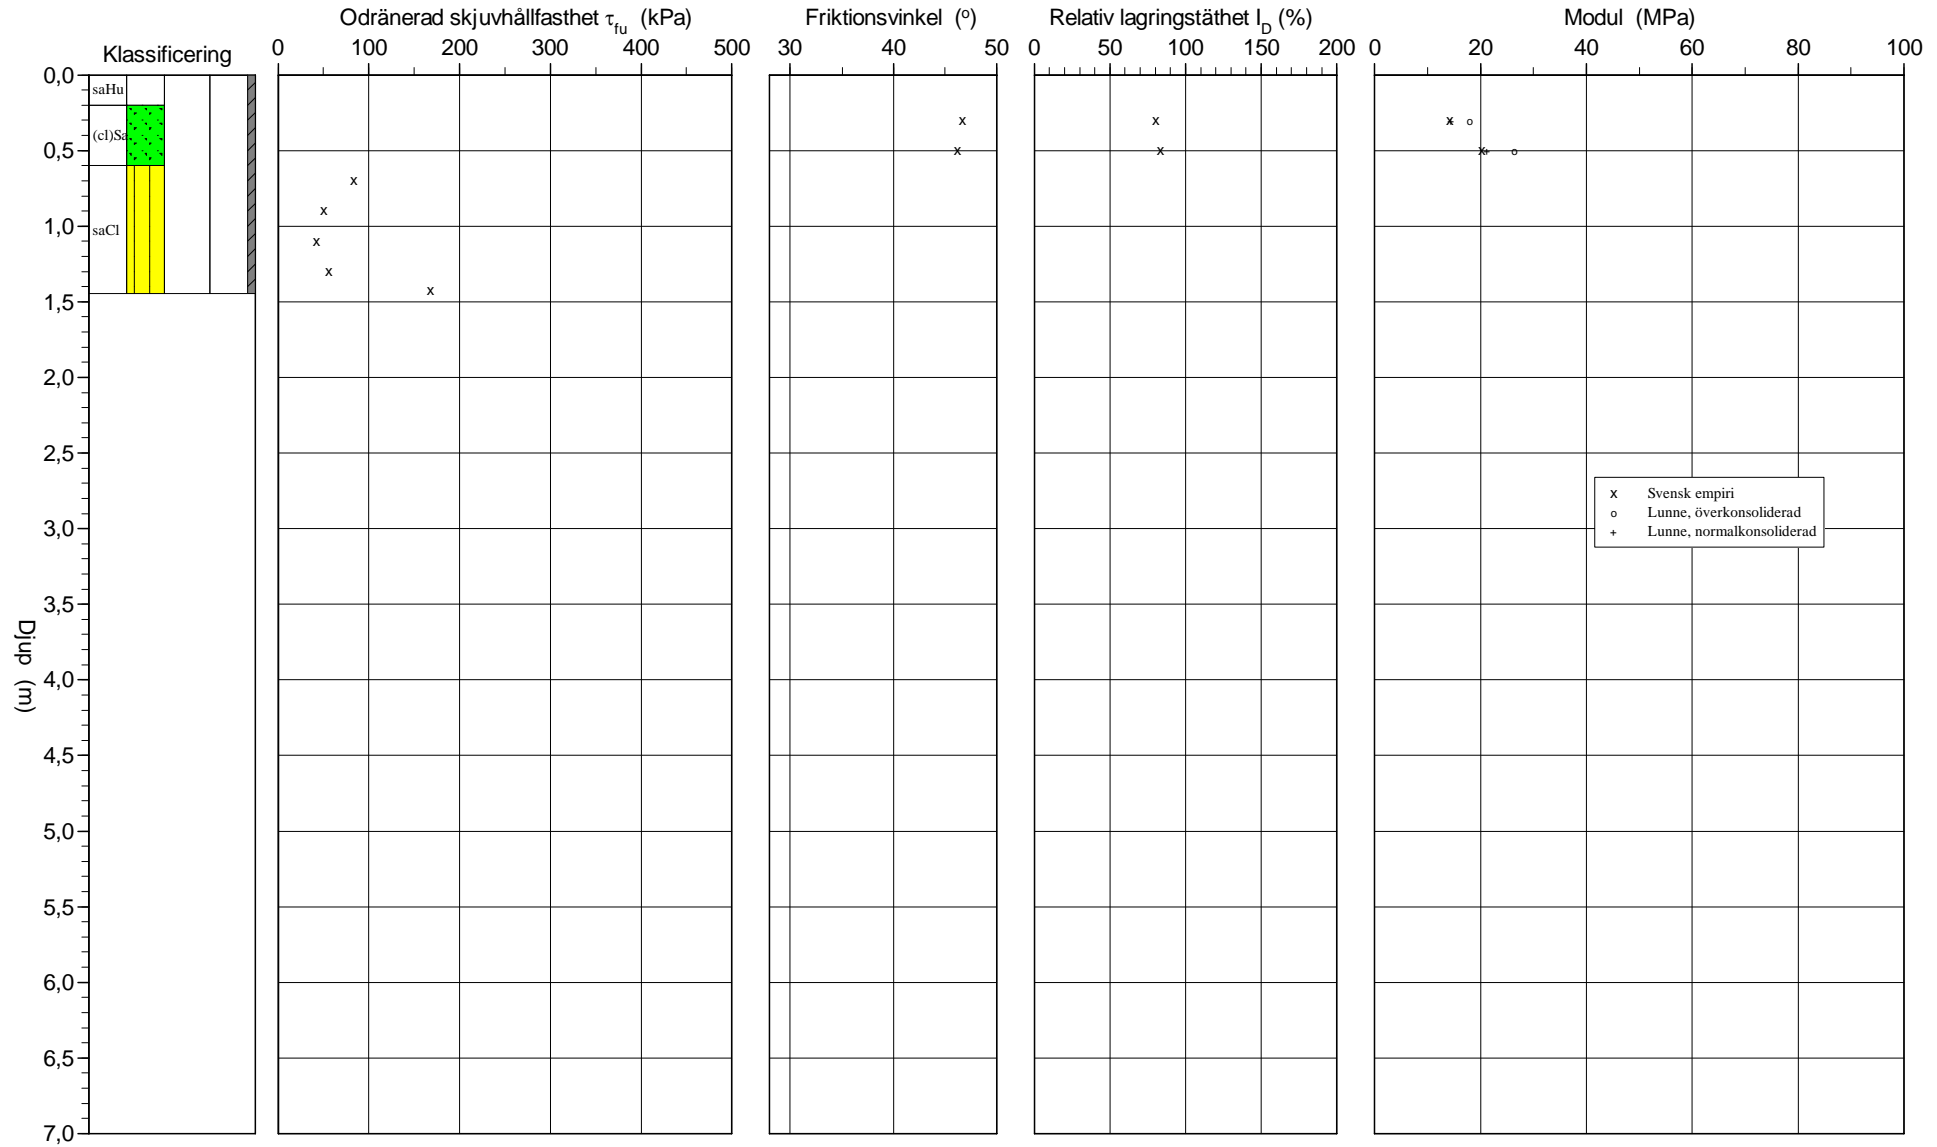 Odränerad skjuvhållfasthet τfu (kPa)
Friktionsvinkel (o)
Relativ lagringstäthet ID (%)
Modul (MPa)
Klassificering
0 100 200 300 400 500
30 40 50
0 50 100 150 200
0 20 40 60 80 100
0,0
saHu
(cl)Sa
0,5
saCl
1,0
1,5
2,0
2,5
3,0
3,5
4,0
4,5
5,0
5,5
6,0
6,5
7,0
Djup (m)
x Svensk empiri
o Lunne, överkonsoliderad
+ Lunne, normalkonsoliderad